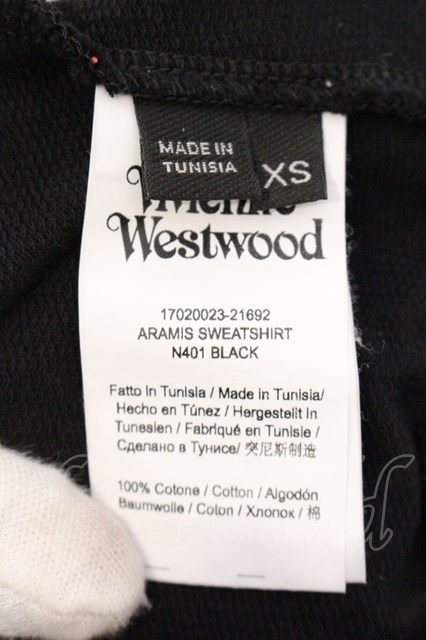 MADE IN
TUNISIA
XS
Westwood
17020023-21692
ARAMIS SWEATSHIRT
N401 BLACK
Fatto in Tunisia / Made in Tunisia/
Hecho en Túnez / Hergestellt in
Tunesien / Fabriqué en Tunisie /
Сделано в Тунисе/ 突尼斯制造
100% Cotone / Cotton / Algodón
Baumwolle / Coton / Хлопок / 棉